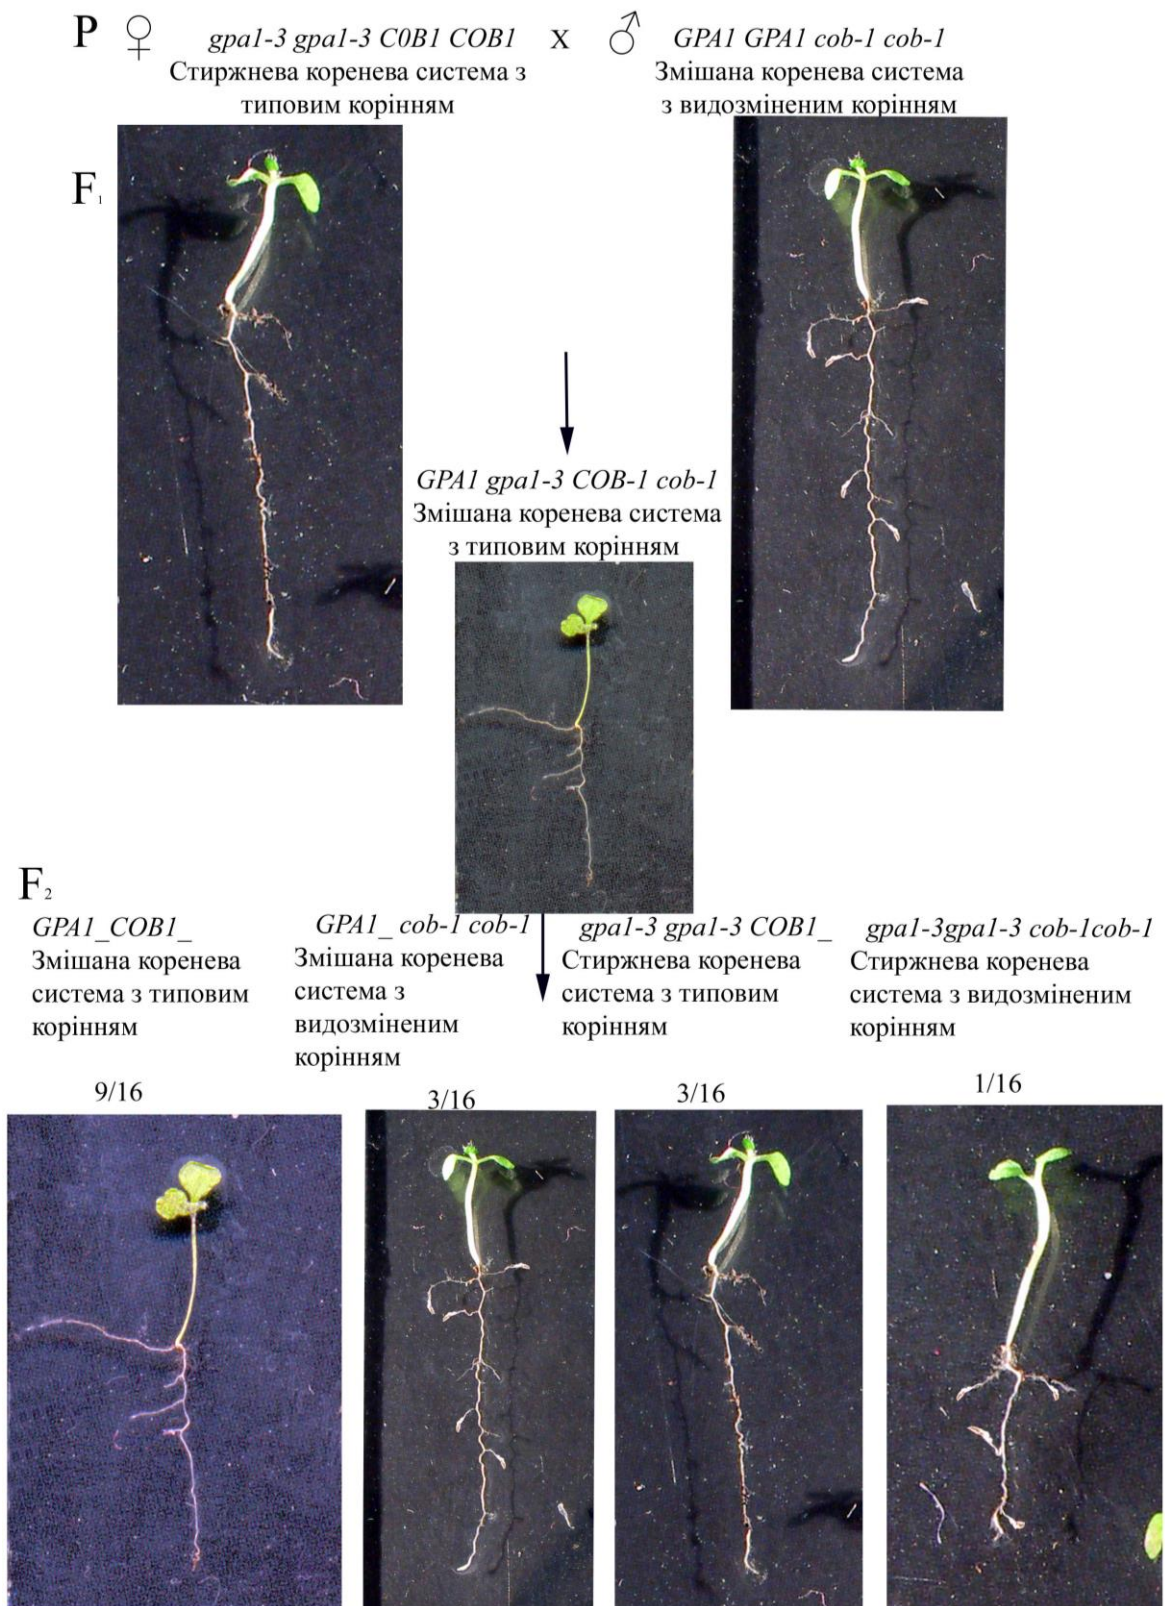 P ♀ gpa1-3 gpa1-3 C0B1 COB1 X ♂ GPA1 GPA1 cob-1 cob-1
Стиржнева коренева система з
типовим корінням
Змішана коренева система
з видозміненим корінням
F₁
GPA1 gpa1-3 COB-1 cob-1
Змішана коренева система
з типовим корінням
F₂
GPA1_COB1_
Змішана коренева
система з типовим
корінням
9/16
GPA1_ cob-1 cob-1
Змішана коренева
система з
видозміненим
корінням
3/16
gpa1-3 gpa1-3 COB1_
Стиржнева коренева
система з типовим
корінням
3/16
gpa1-3gpa1-3 cob-1cob-1
Стиржнева коренева
система з видозміненим
корінням
1/16